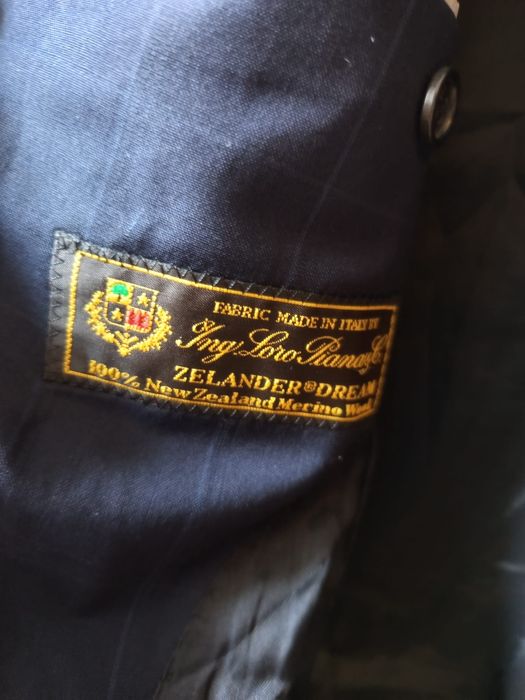 FABRIC MADE IN ITALY BY
Ing. Loro Piana & C.
ZELANDER® DREAM
100% New Zealand Merino Wool